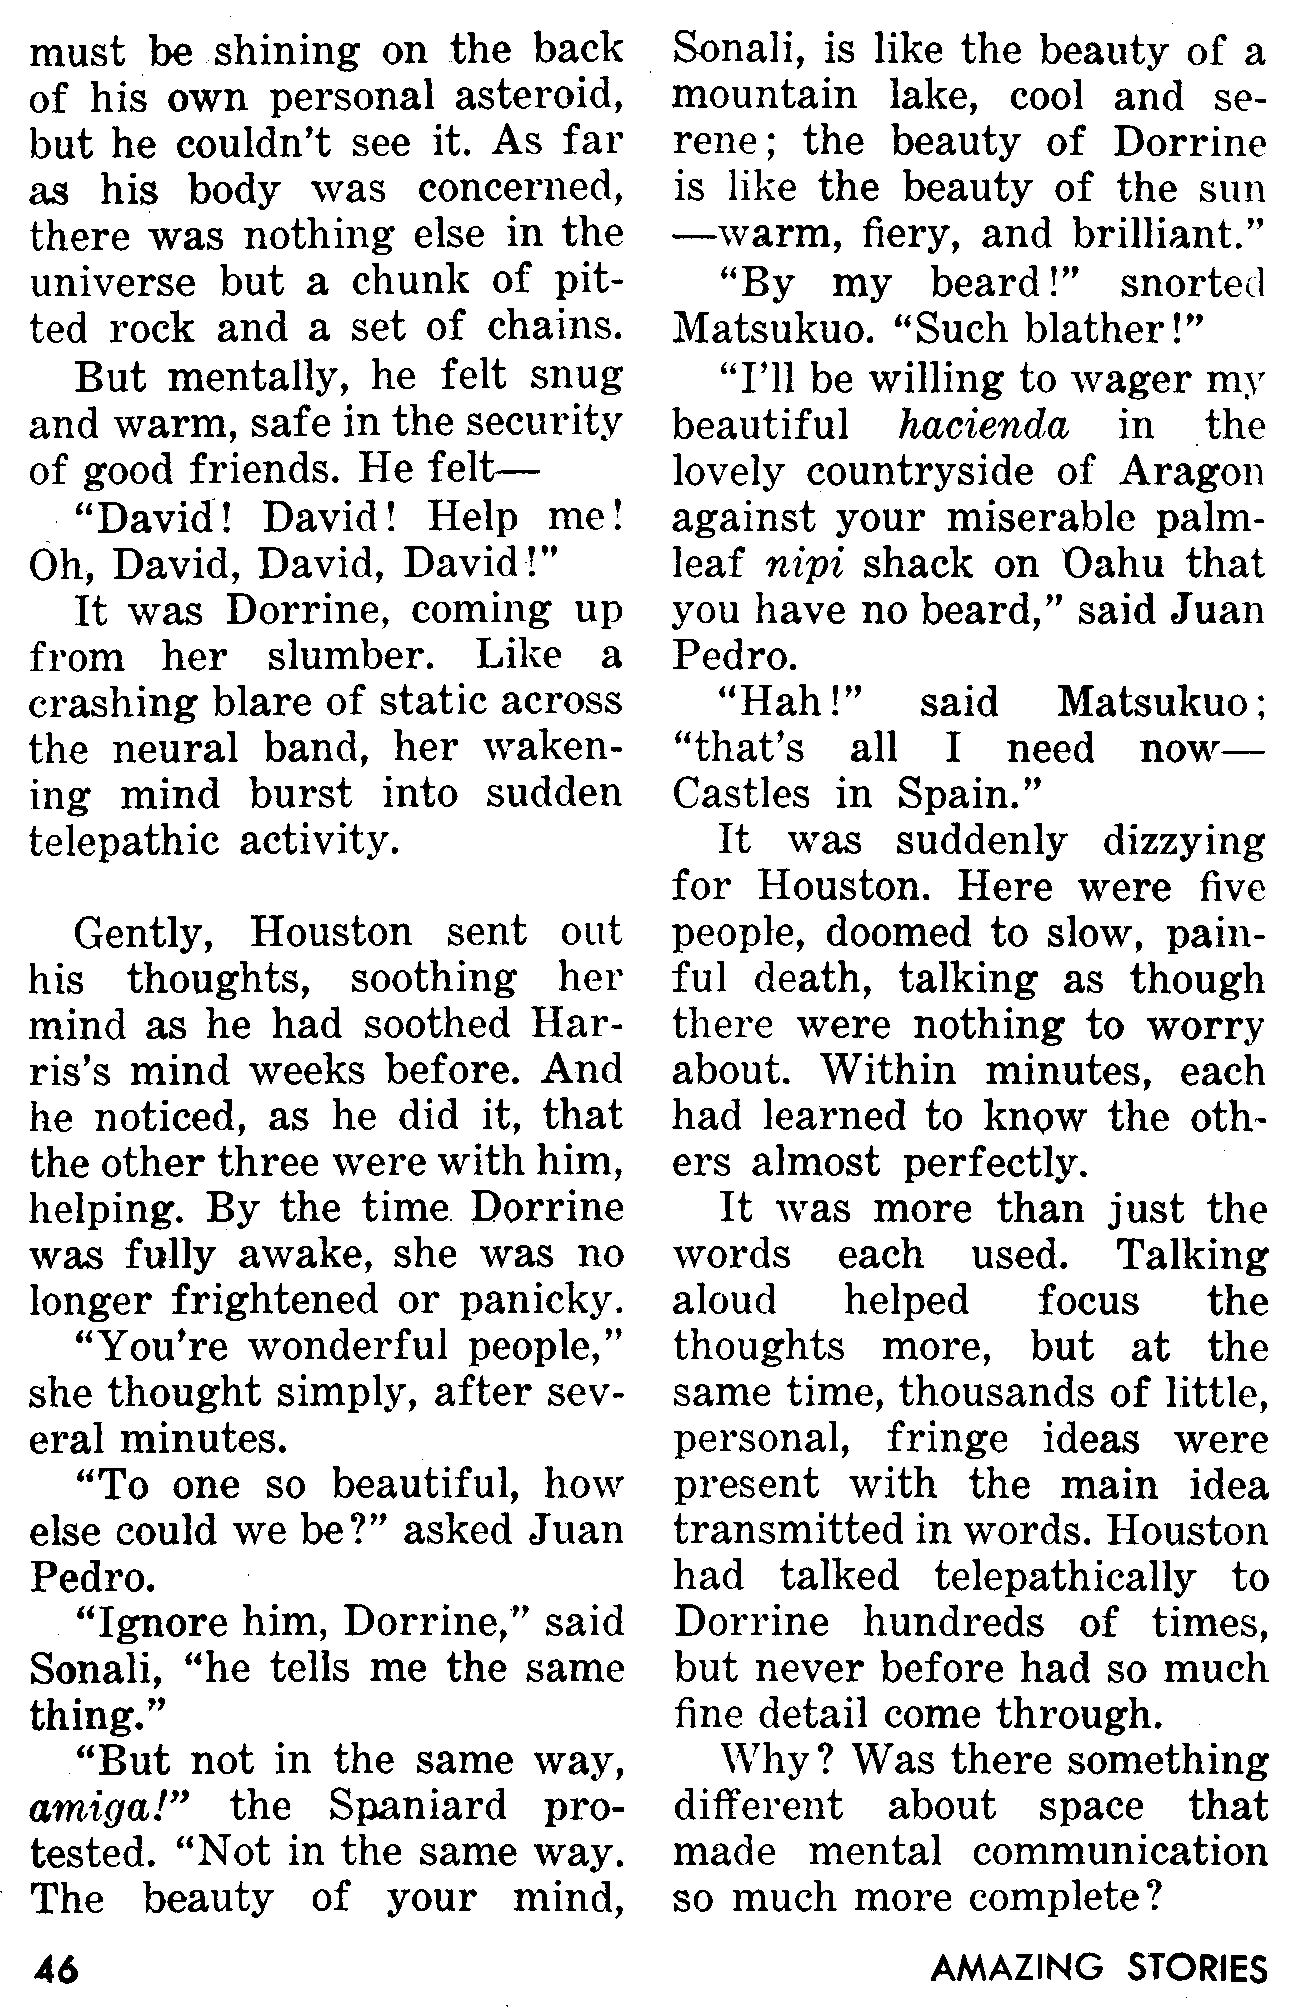 must be shining on the back
of his own personal asteroid,
but he couldn't see it. As far
as his body was concerned,
there was nothing else in the
universe but a chunk of pit-
ted rock and a set of chains.
But mentally, he felt snug
and warm, safe in the security
of good friends. He felt—
“David! David! Help me!
Oh, David, David, David!”
It was Dorrine, coming up
from her slumber. Like a
crashing blare of static across
the neural band, her waken-
ing mind burst into sudden
telepathic activity.
Gently, Houston sent out
his thoughts, soothing her
mind as he had soothed Har-
ris's mind weeks before. And
he noticed, as he did it, that
the other three were with him,
helping. By the time Dorrine
was fully awake, she was no
longer frightened or panicky.
“You're wonderful people,”
she thought simply, after sev-
eral minutes.
“To one so beautiful, how
else could we be?” asked Juan
Pedro.
“Ignore him, Dorrine,” said
Sonali, “he tells me the same
thing.”
“But not in the same way,
amiga!” the Spaniard pro-
tested. “Not in the same way.
The beauty of your mind,
Sonali, is like the beauty of a
mountain lake, cool and se-
rene; the beauty of Dorrine
is like the beauty of the sun
—warm, fiery, and brilliant.”
“By my beard!” snorted
Matsukuo. “Such blather!”
“I'll be willing to wager my
beautiful hacienda in the
lovely countryside of Aragon
against your miserable palm-
leaf nipi shack on Oahu that
you have no beard,” said Juan
Pedro.
“Hah!” said Matsukuo;
“that's all I need now—
Castles in Spain.”
It was suddenly dizzying
for Houston. Here were five
people, doomed to slow, pain-
ful death, talking as though
there were nothing to worry
about. Within minutes, each
had learned to know the oth-
ers almost perfectly.
It was more than just the
words each used. Talking
aloud helped focus the
thoughts more, but at the
same time, thousands of little,
personal, fringe ideas were
present with the main idea
transmitted in words. Houston
had talked telepathically to
Dorrine hundreds of times,
but never before had so much
fine detail come through.
Why? Was there something
different about space that
made mental communication
so much more complete?
46
AMAZING STORIES